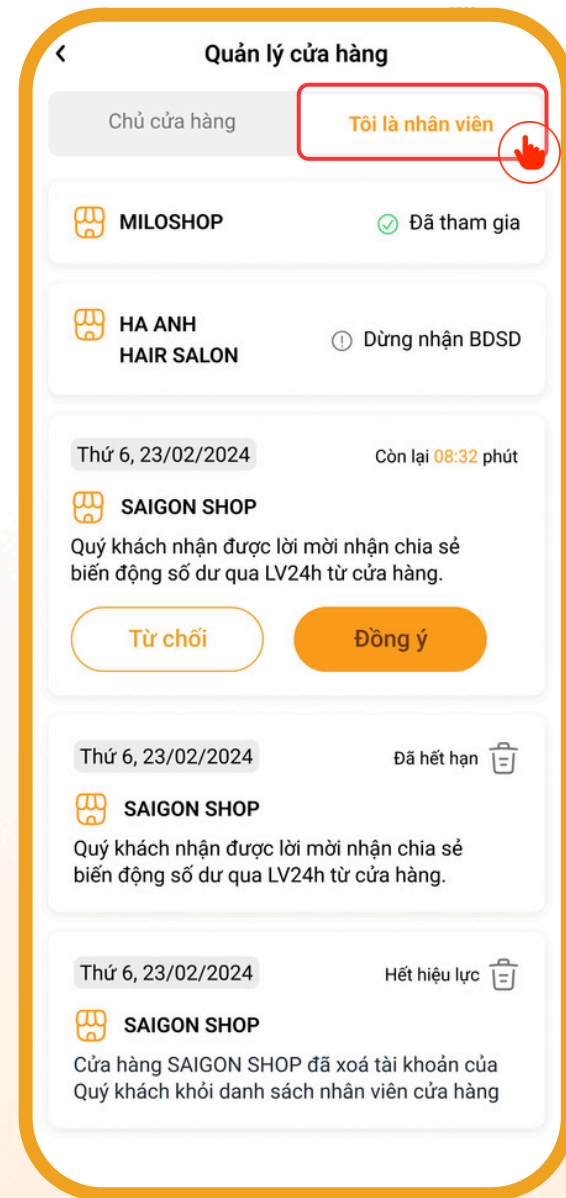 Quản lý cửa hàng
Chủ cửa hàng
Tôi là nhân viên
MILOSHOP
Đã tham gia
HA ANH
HAIR SALON
Dừng nhận BDSD
Thứ 6, 23/02/2024
Còn lại 08:32 phút
SAIGON SHOP
Quý khách nhận được lời mời nhận chia sẻ
biến động số dư qua LV24h từ cửa hàng.
Từ chối
Đồng ý
Thứ 6, 23/02/2024
Đã hết hạn
SAIGON SHOP
Quý khách nhận được lời mời nhận chia sẻ
biến động số dư qua LV24h từ cửa hàng.
Thứ 6, 23/02/2024
Hết hiệu lực
SAIGON SHOP
Cửa hàng SAIGON SHOP đã xoá tài khoản của
Quý khách khỏi danh sách nhân viên cửa hàng